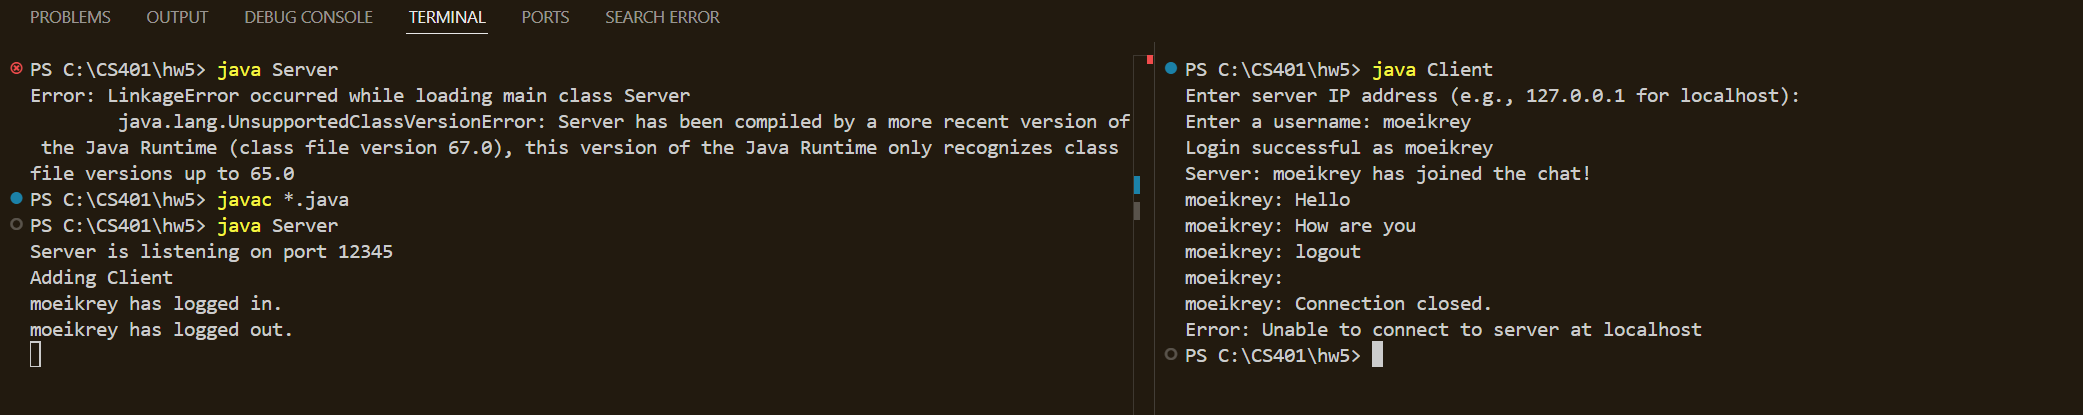 PROBLEMS OUTPUT DEBUG CONSOLE TERMINAL PORTS SEARCH ERROR
PS C:\CS401\hw5> java Server
Error: LinkageError occurred while loading main class Server
java.lang.UnsupportedClassVersionError: Server has been compiled by a more recent version of
the Java Runtime (class file version 67.0), this version of the Java Runtime only recognizes class
file versions up to 65.0
PS C:\CS401\hw5> javac *.java
PS C:\CS401\hw5> java Server
Server is listening on port 12345
Adding Client
moeikrey has logged in.
moeikrey has logged out.
PS C:\CS401\hw5> java Client
Enter server IP address (e.g., 127.0.0.1 for localhost):
Enter a username: moeikrey
Login successful as moeikrey
Server: moeikrey has joined the chat!
moeikrey: Hello
moeikrey: How are you
moeikrey: logout
moeikrey:
moeikrey: Connection closed.
Error: Unable to connect to server at localhost
PS C:\CS401\hw5>